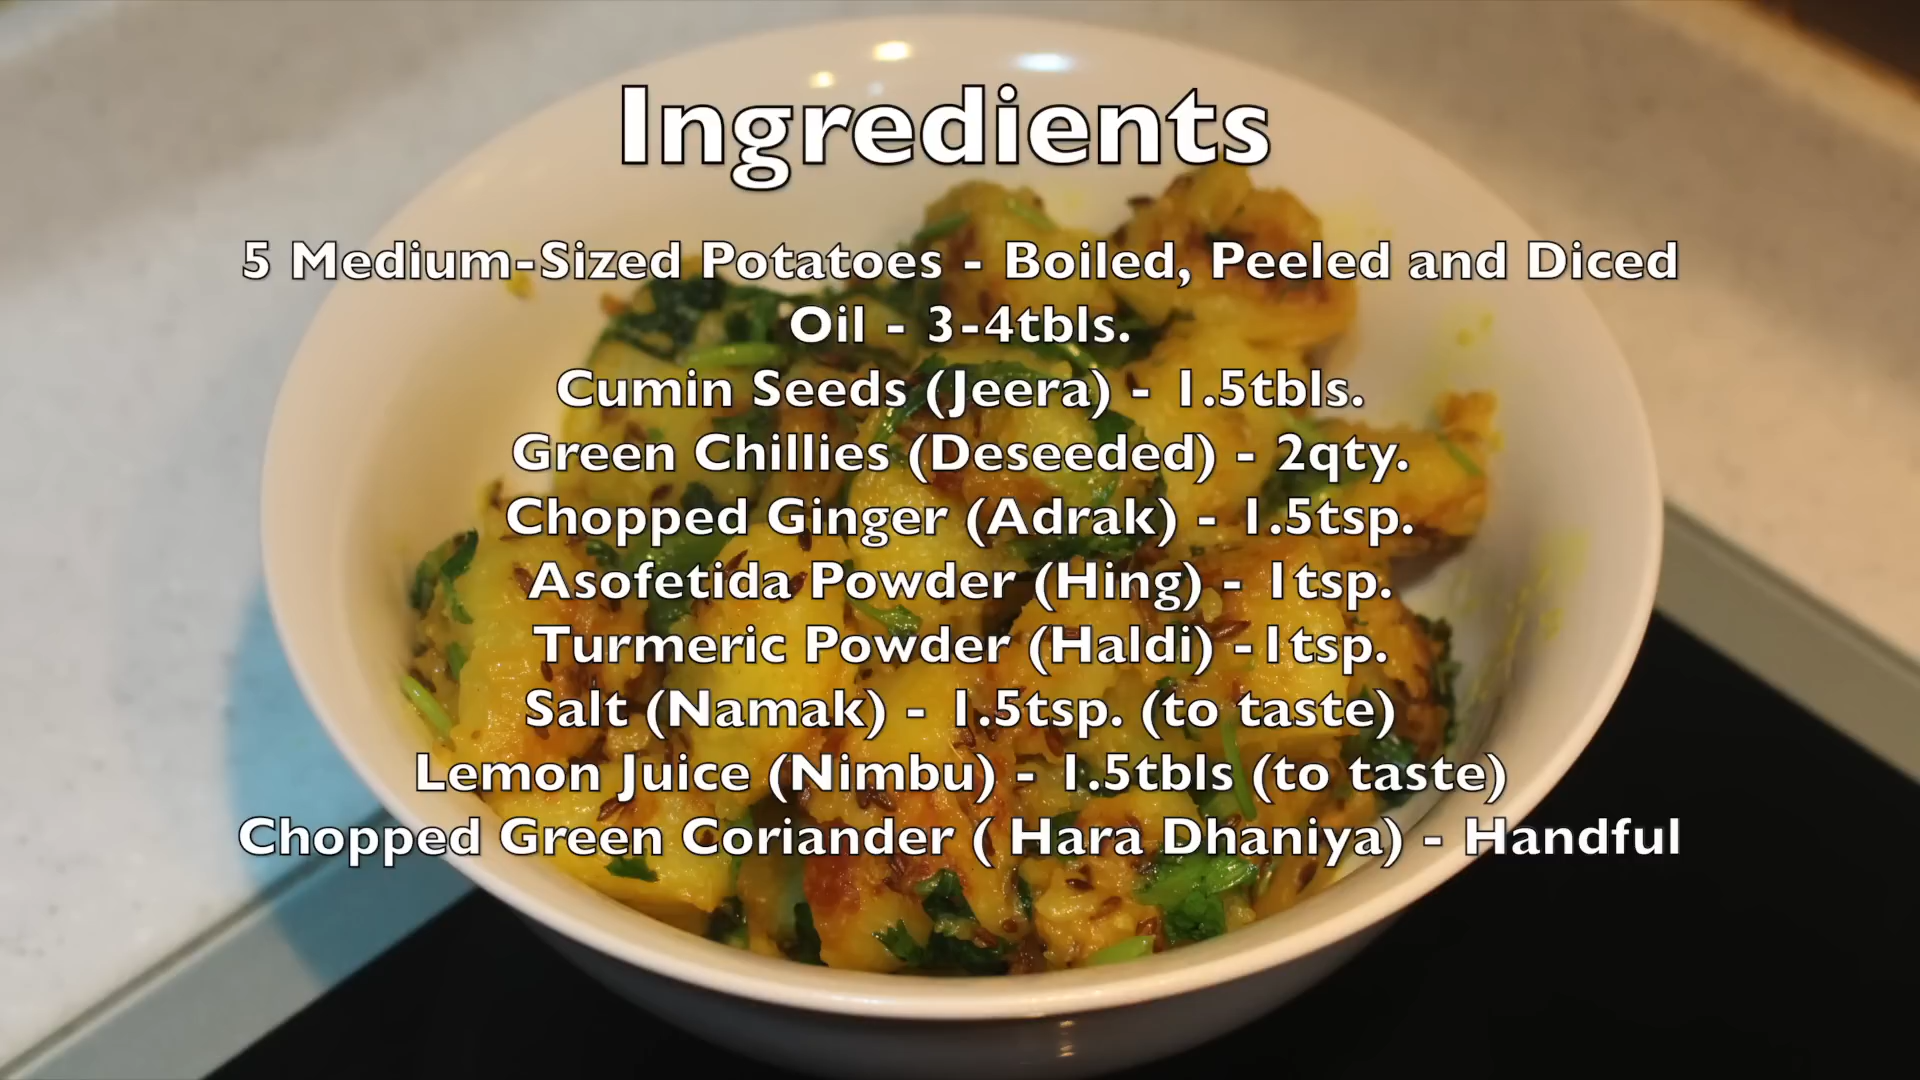 Ingredients
5 Medium-Sized Potatoes - Boiled, Peeled and Diced
Oil - 3-4tbls.
Cumin Seeds (Jeera) - 1.5tbls.
Green Chillies (Deseeded) - 2qty.
Chopped Ginger (Adrak) - 1.5tsp.
Asofetida Powder (Hing) - 1tsp.
Turmeric Powder (Haldi) -1tsp.
Salt (Namak) - 1.5tsp. (to taste)
Lemon Juice (Nimbu) - 1.5tbls (to taste)
Chopped Green Coriander ( Hara Dhaniya) - Handful